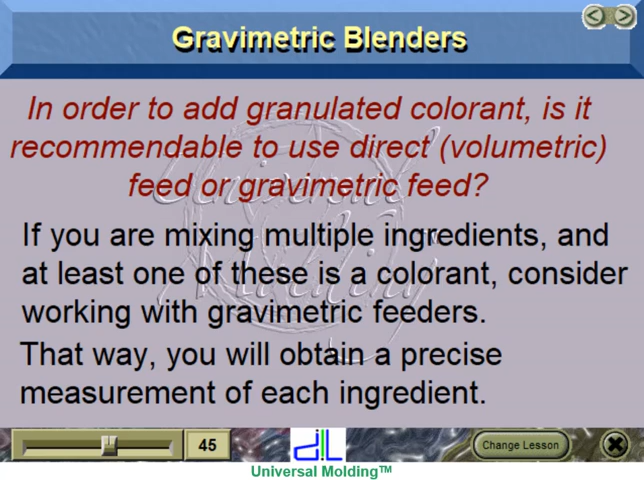 Gravimetric Blenders
In order to add granulated colorant, is it
recommendable to use direct (volumetric)
feed or gravimetric feed?
If you are mixing multiple ingredients, and
at least one of these is a colorant, consider
working with gravimetric feeders.
That way, you will obtain a precise
measurement of each ingredient.
45
Change Lesson
Universal Molding™